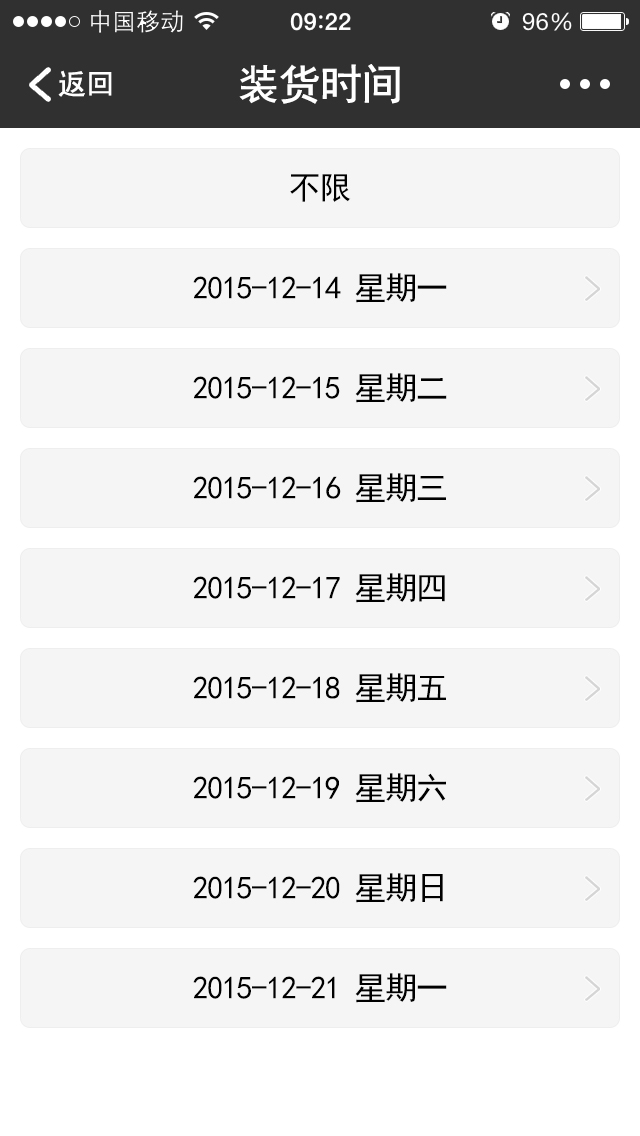 中国移动 09:22 96%
返回 装货时间
不限
2015-12-14 星期一
2015-12-15 星期二
2015-12-16 星期三
2015-12-17 星期四
2015-12-18 星期五
2015-12-19 星期六
2015-12-20 星期日
2015-12-21 星期一